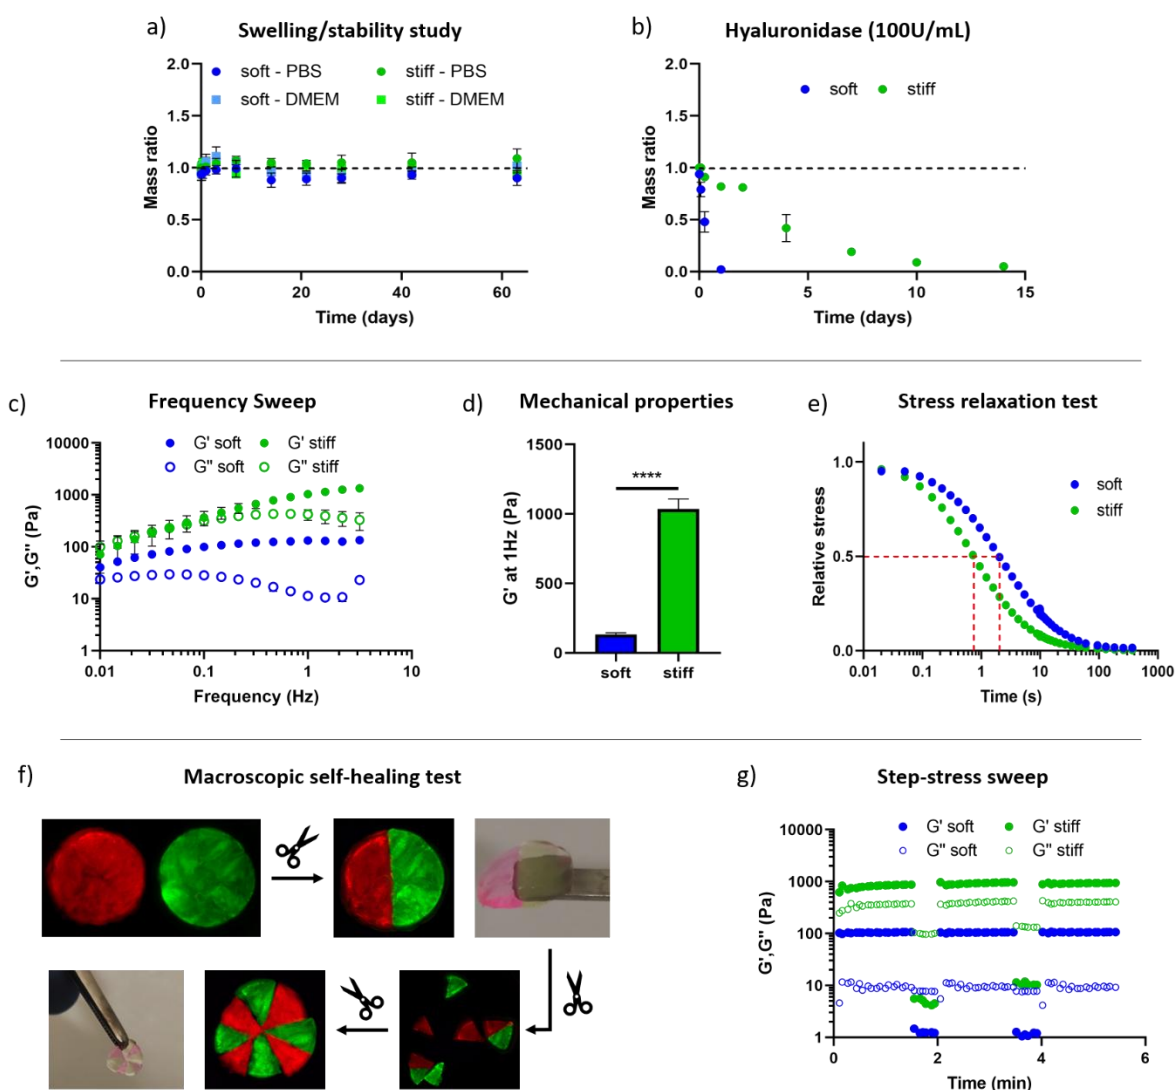 a) Swelling/stability study
2.0
1.5
1.0
0.5
0.0
Mass ratio
soft - PBS
stiff - PBS
soft - DMEM
stiff - DMEM
0 20 40 60
Time (days)
b) Hyaluronidase (100U/mL)
2.0
1.5
1.0
0.5
0.0
Mass ratio
soft stiff
0 5 10 15
Time (days)
c) Frequency Sweep
10000
1000
100
10
1
G',G'' (Pa)
G' soft G' stiff
G'' soft G'' stiff
0.01 0.1 1 10
Frequency (Hz)
d) Mechanical properties
1500
1000
500
0
G' at 1Hz (Pa)
****
soft stiff
e) Stress relaxation test
1.0
0.5
0.0
Relative stress
soft
stiff
0.01 0.1 1 10 100 1000
Time (s)
f) Macroscopic self-healing test
g) Step-stress sweep
10000
1000
100
10
1
G',G'' (Pa)
G' soft G' stiff
G'' soft G'' stiff
0 2 4 6
Time (min)